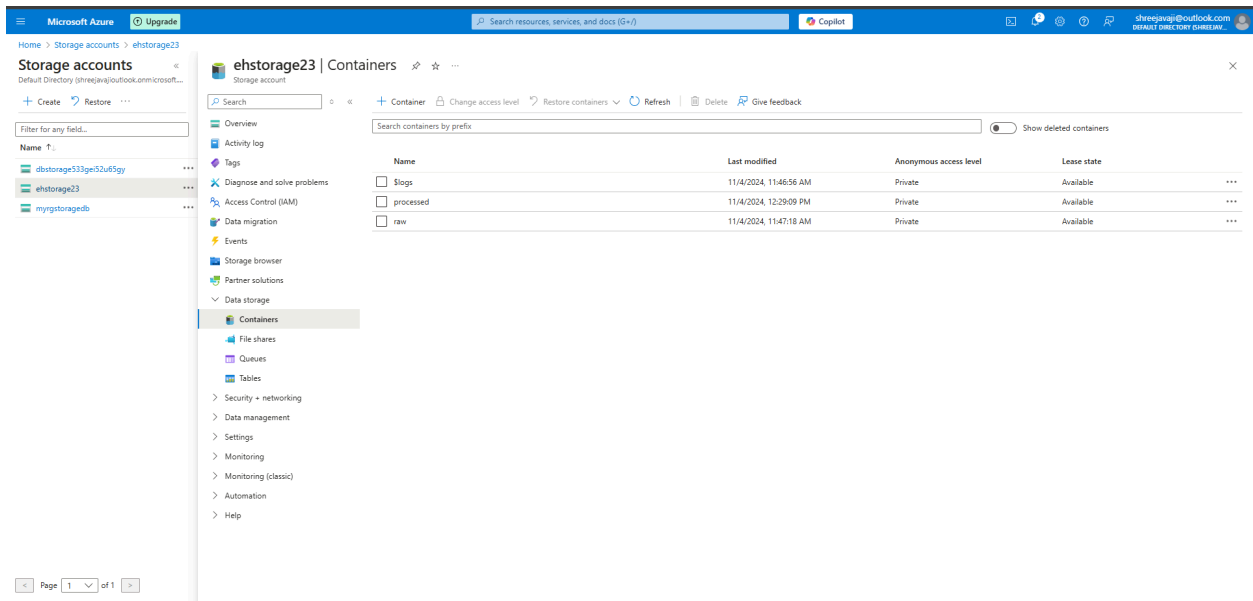 Microsoft Azure
Upgrade
Search resources, services, and docs (G+/)
Copilot
2
shreejavaji@outlook.com
DEFAULT DIRECTORY (SHREEJAV...
Home > Storage accounts > ehstorage23
Storage accounts
Default Directory (shreejavajioutlook.onmicrosoft....
+ Create
Restore
...
Filter for any field...
Name ↑
dbstorage533gei52u65gy
ehstorage23
myrgstoragedb
< Page 1 of 1 >
ehstorage23 | Containers
Storage account
Search
Overview
Activity log
Tags
Diagnose and solve problems
Access Control (IAM)
Data migration
Events
Storage browser
Partner solutions
Data storage
Containers
File shares
Queues
Tables
Security + networking
Data management
Settings
Monitoring
Monitoring (classic)
Automation
Help
+ Container Change access level Restore containers Refresh Delete Give feedback
Search containers by prefix
Show deleted containers
Name Last modified Anonymous access level Lease state
$logs 11/4/2024, 11:46:56 AM Private Available
processed 11/4/2024, 12:29:09 PM Private Available
raw 11/4/2024, 11:47:18 AM Private Available